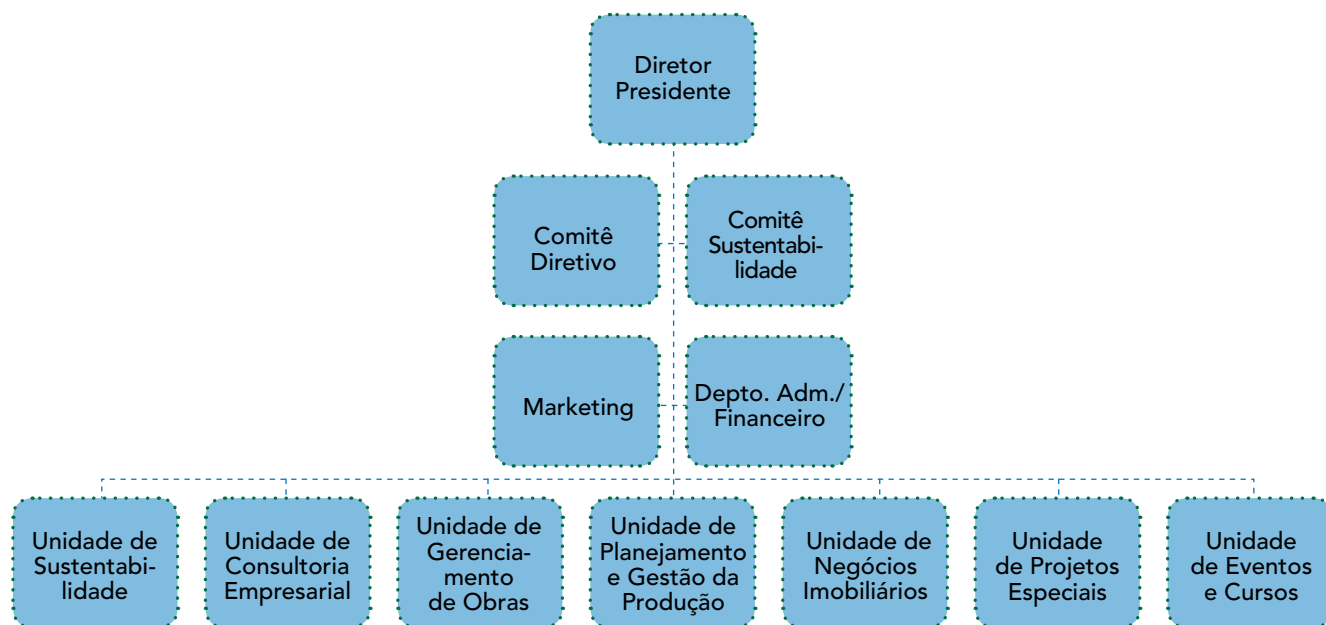 Diretor
Presidente
Comitê
Diretivo
Comitê
Sustentabi-
lidade
Marketing
Depto. Adm./
Financeiro
Unidade de
Sustentabi-
lidade
Unidade de
Consultoria
Empresarial
Unidade de
Gerencia-
mento
de Obras
Unidade de
Planejamento
e Gestão da
Produção
Unidade de
Negócios
Imobiliários
Unidade
de Projetos
Especiais
Unidade
de Eventos
e Cursos